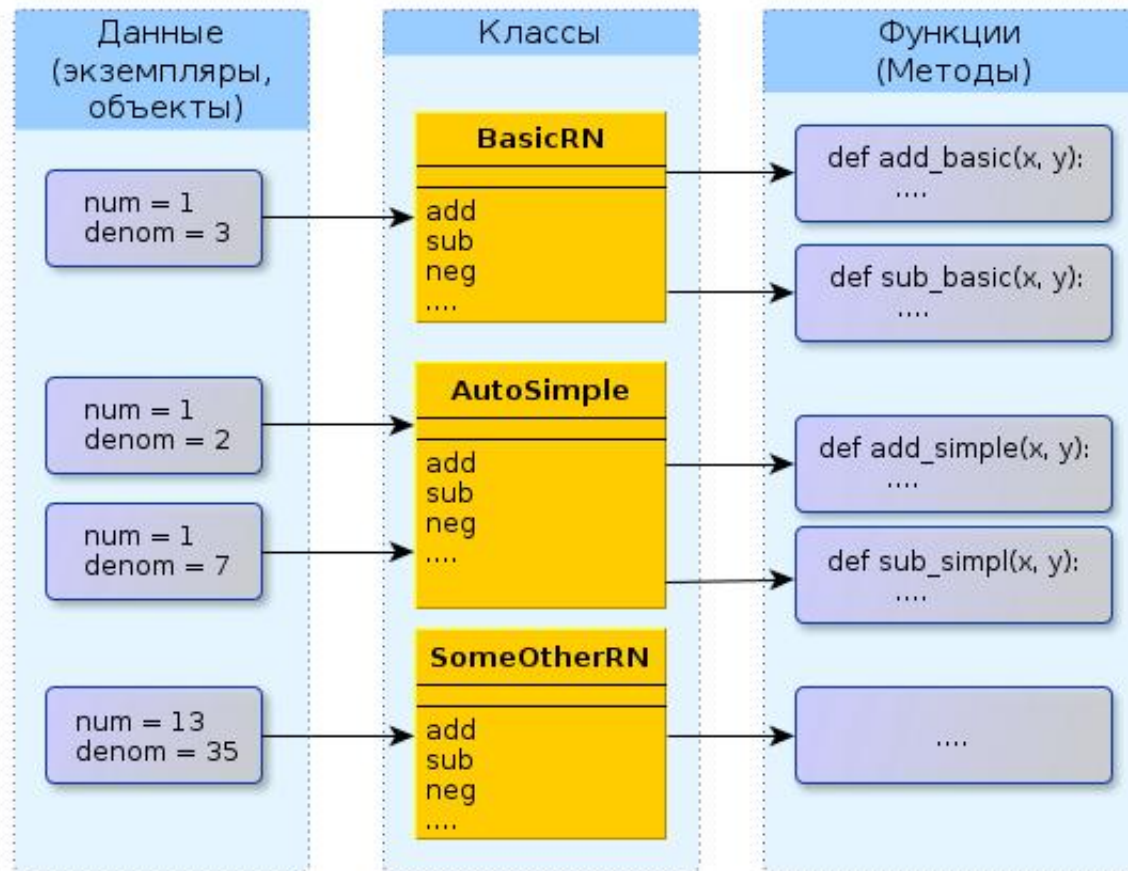 Данные
(экземпляры,
объекты)
num = 1
denom = 3
num = 1
denom = 2
num = 1
denom = 7
num = 13
denom = 35
Классы
BasicRN
add
sub
neg
....
AutoSimple
add
sub
neg
....
SomeOtherRN
add
sub
neg
....
Функции
(Методы)
def add_basic(x, y):
....
def sub_basic(x, y):
....
def add_simple(x, y):
....
def sub_simpl(x, y):
....
....